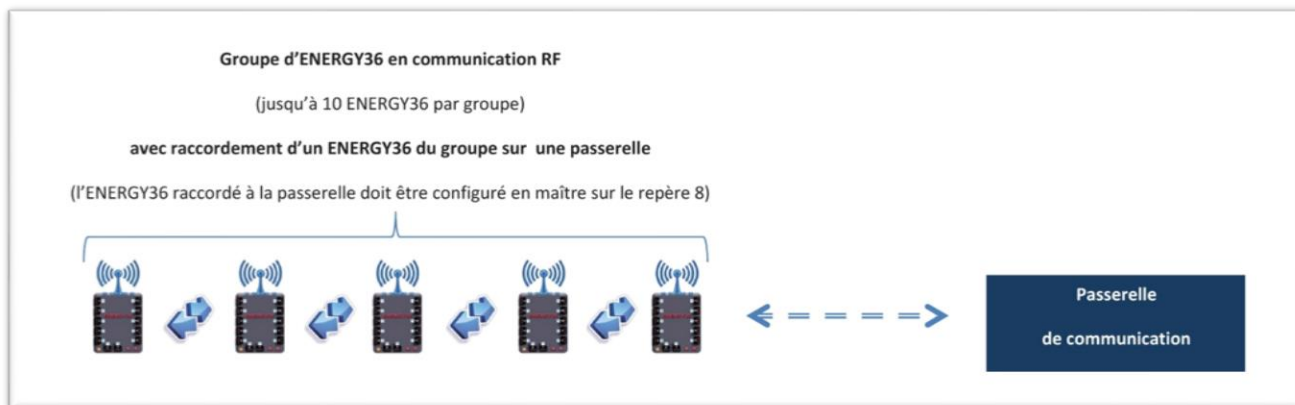 Groupe d'ENERGY36 en communication RF
(jusqu'à 10 ENERGY36 par groupe)
avec raccordement d'un ENERGY36 du groupe sur une passerelle
(l'ENERGY36 raccordé à la passerelle doit être configuré en maître sur le repère 8)
Passerelle
de communication